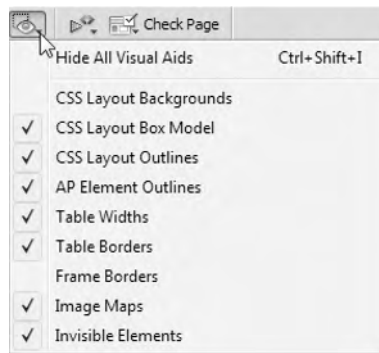 Check Page
Hide All Visual Aids Ctrl+Shift+I
CSS Layout Backgrounds
CSS Layout Box Model
CSS Layout Outlines
AP Element Outlines
Table Widths
Table Borders
Frame Borders
Image Maps
Invisible Elements